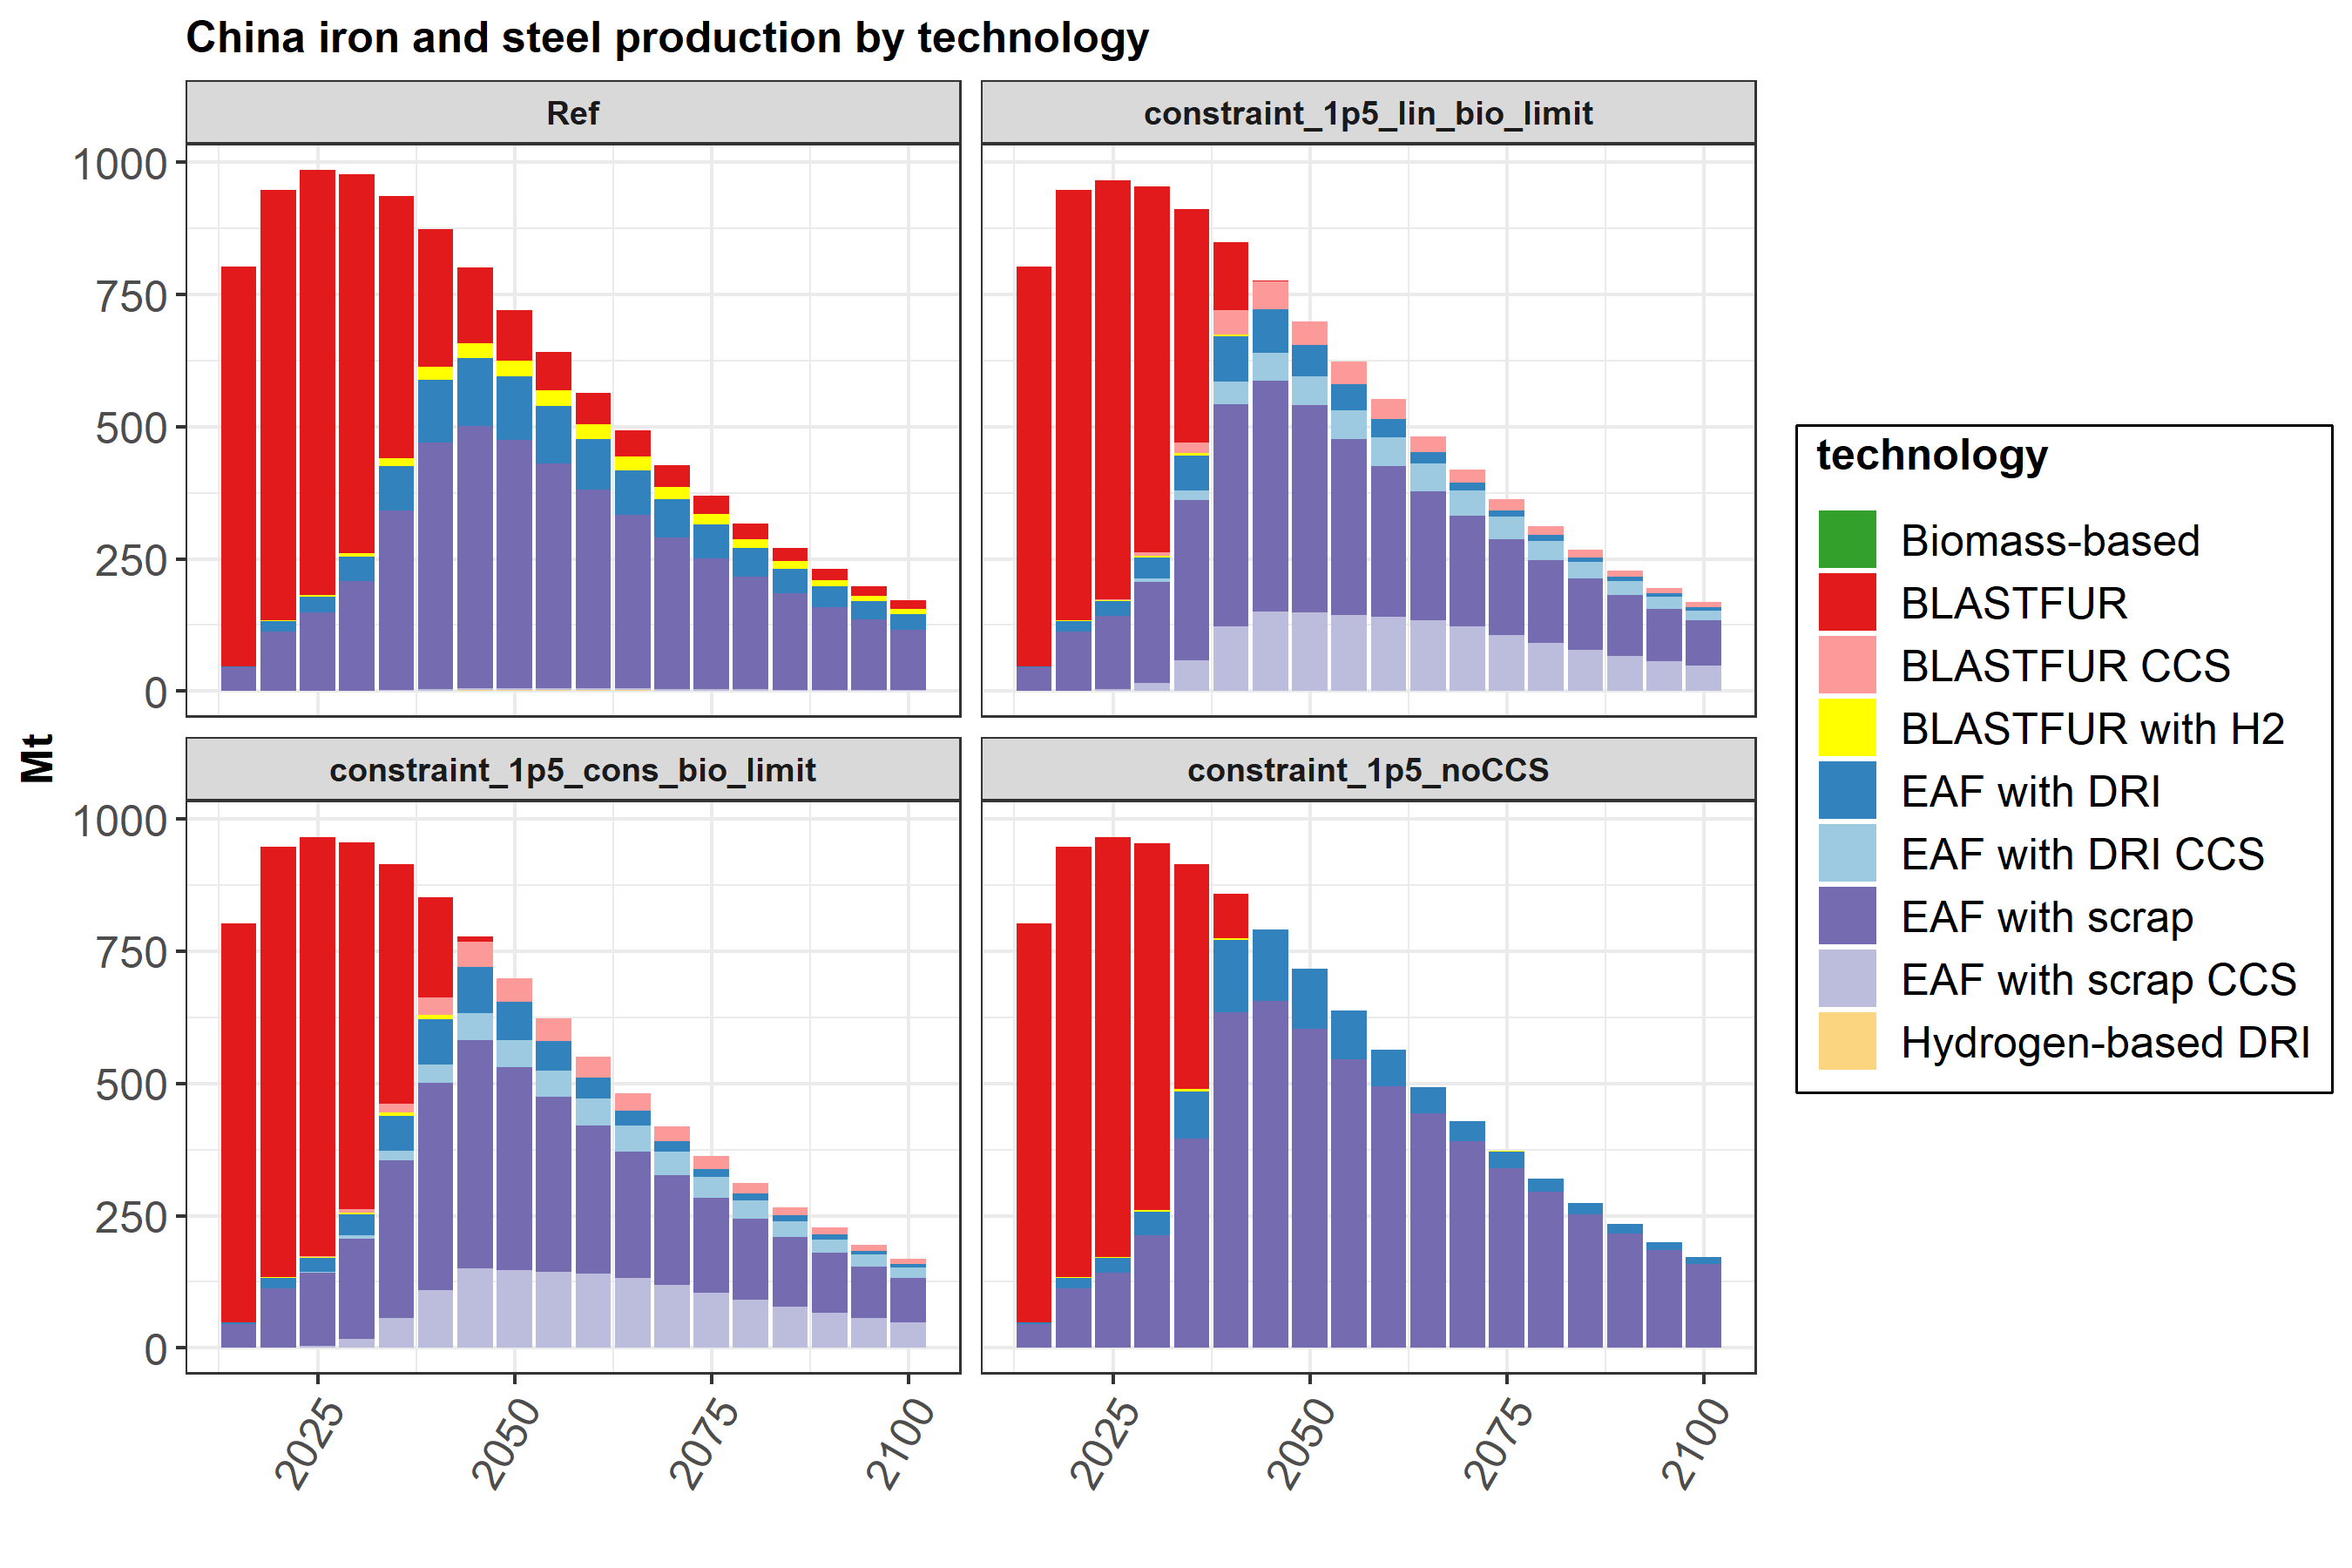 China iron and steel production by technology
Ref
constraint_1p5_lin_bio_limit
1000
750
500
250
0
Mt
constraint_1p5_cons_bio_limit
constraint_1p5_noCCS
1000
750
500
250
0
2025
2050
2075
2100
2025
2050
2075
2100
technology
Biomass-based
BLASTFUR
BLASTFUR CCS
BLASTFUR with H2
EAF with DRI
EAF with DRI CCS
EAF with scrap
EAF with scrap CCS
Hydrogen-based DRI